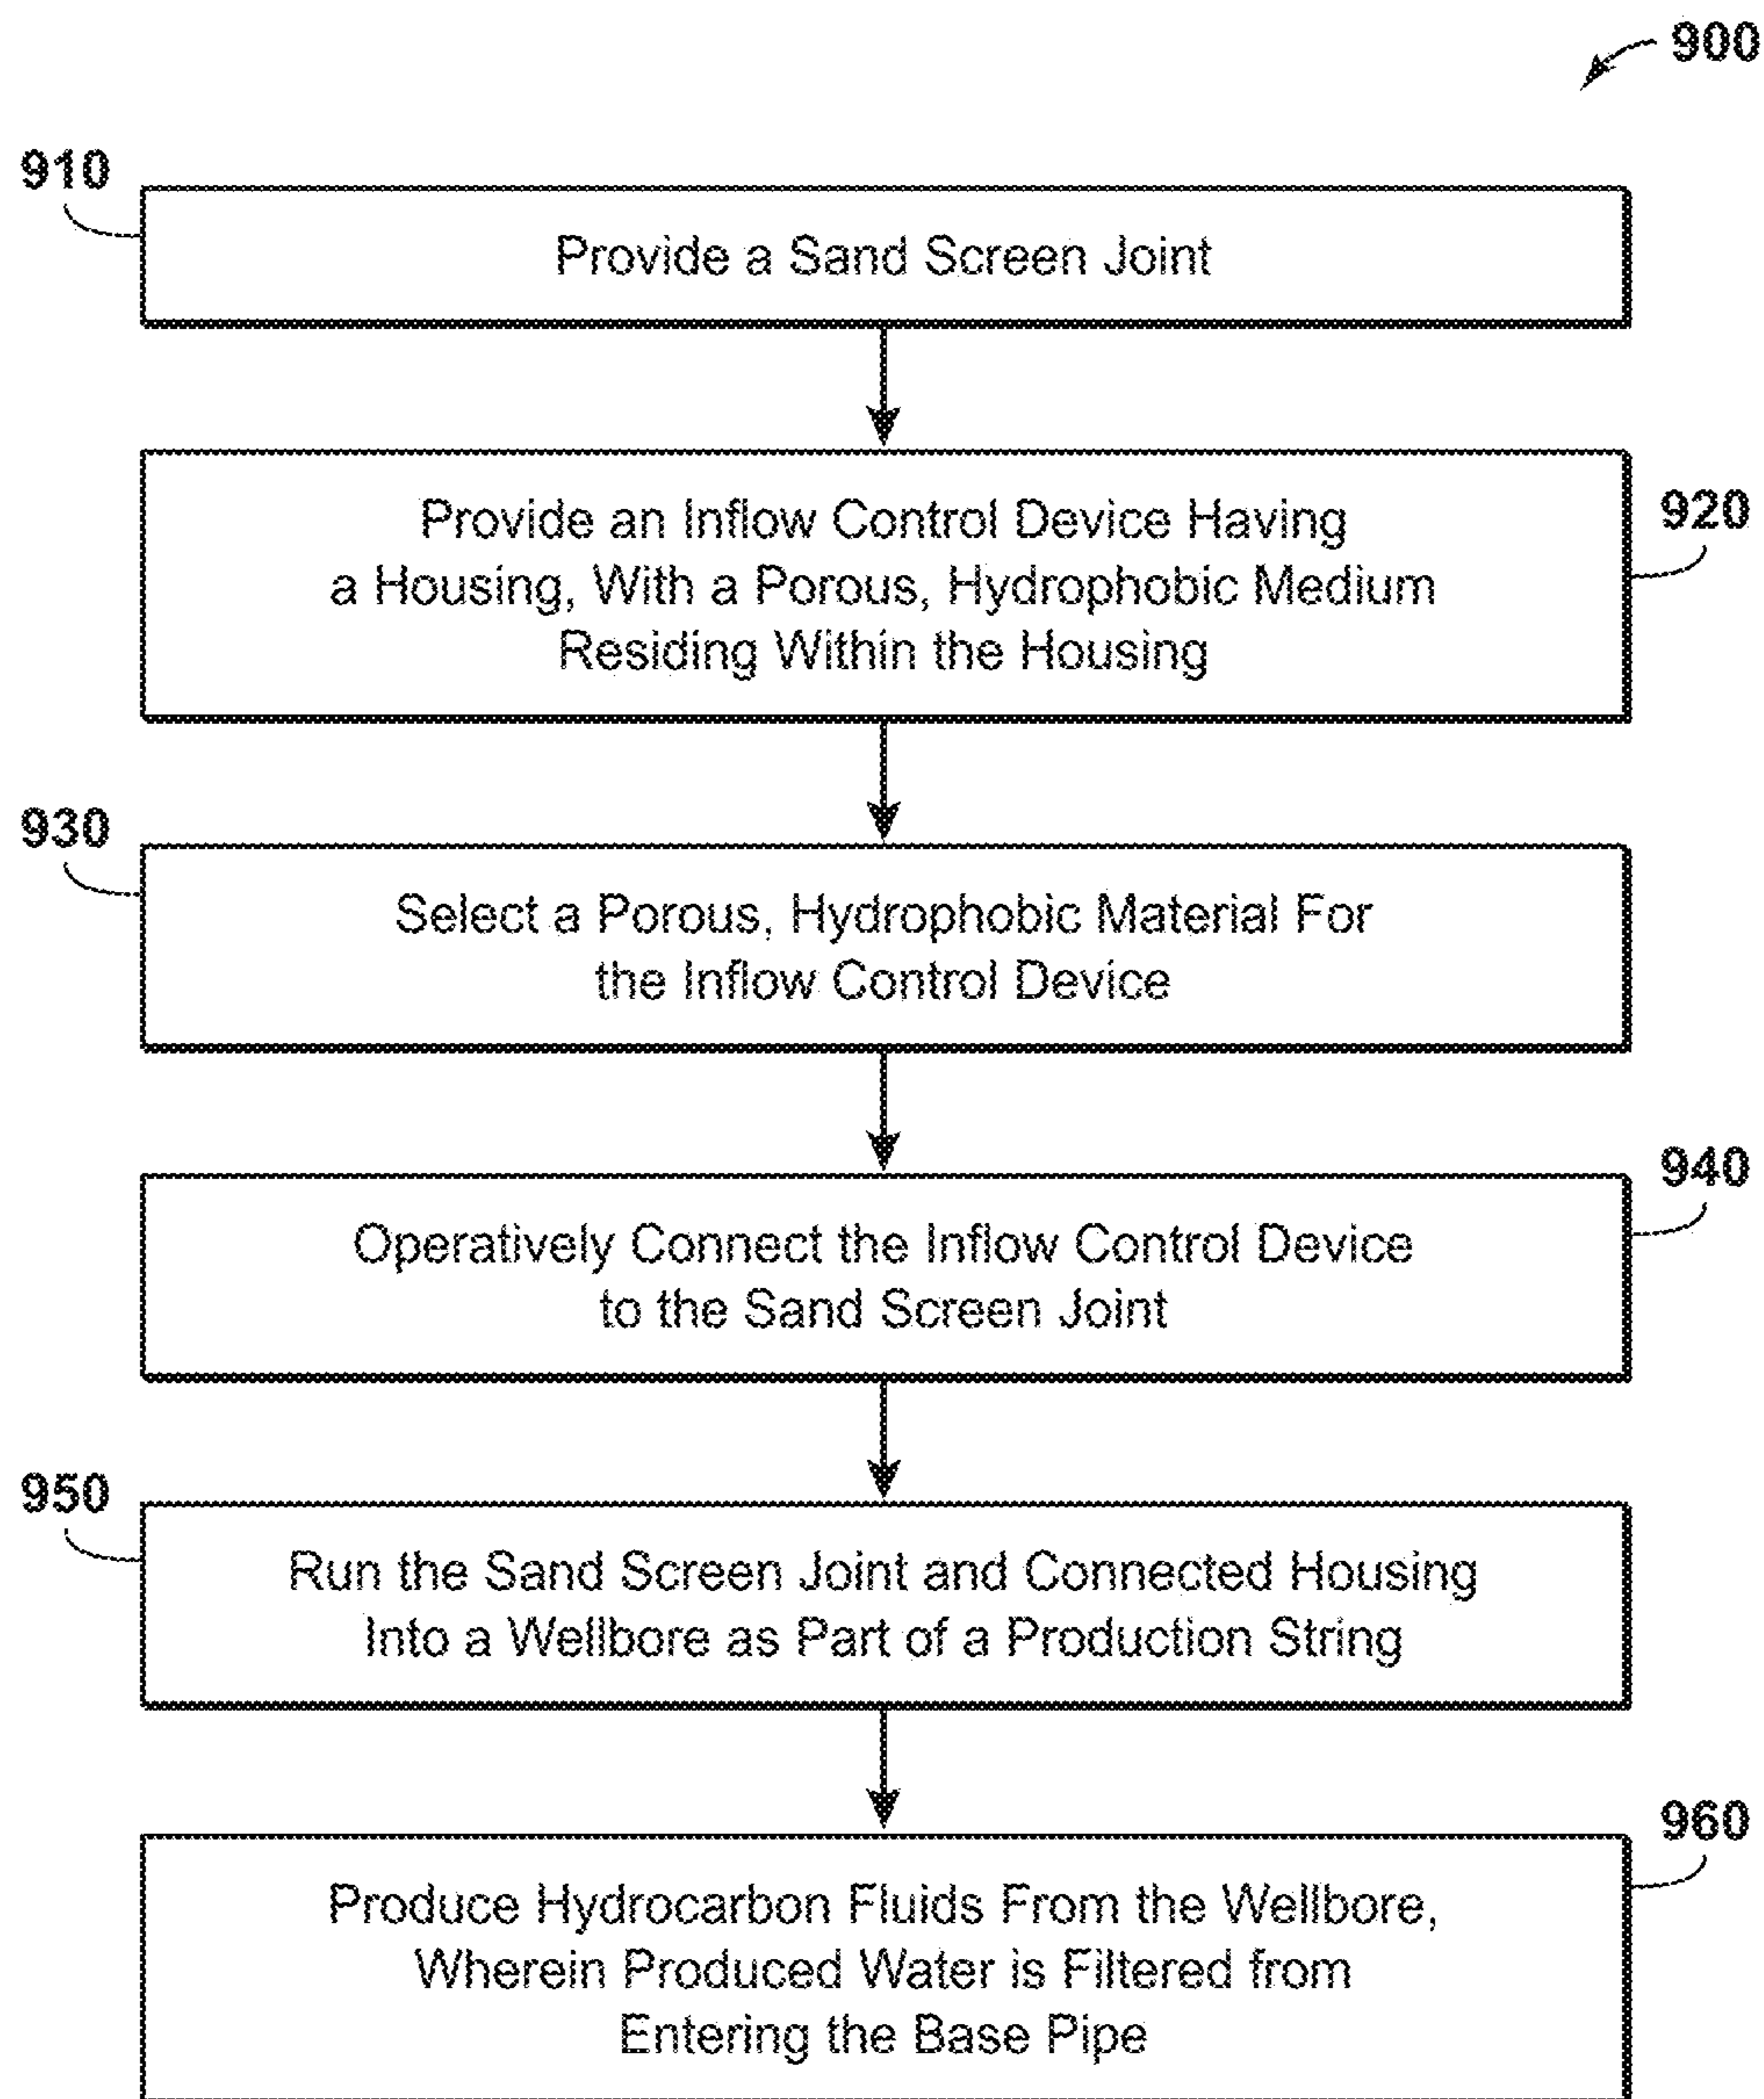 900
910
Provide a Sand Screen Joint
Provide an Inflow Control Device Having
a Housing, With a Porous, Hydrophobic Medium
Residing Within the Housing
920
930
Select a Porous, Hydrophobic Material For
the Inflow Control Device
940
Operatively Connect the Inflow Control Device
to the Sand Screen Joint
950
Run the Sand Screen Joint and Connected Housing
Into a Wellbore as Part of a Production String
960
Produce Hydrocarbon Fluids From the Wellbore,
Wherein Produced Water is Filtered from
Entering the Base Pipe